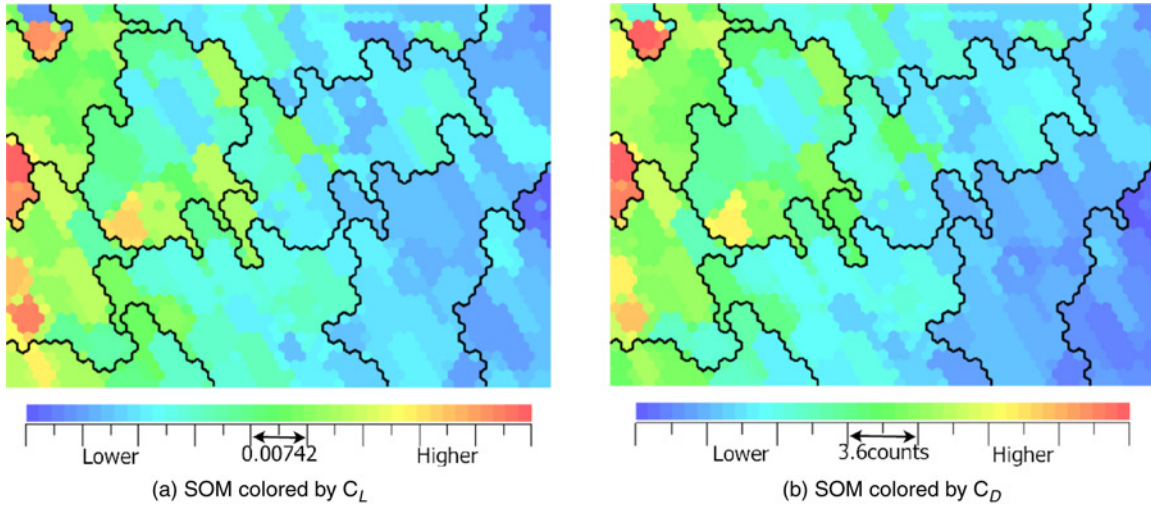 Lower 0.00742 Higher
(a) SOM colored by C_L
Lower 3.6counts Higher
(b) SOM colored by C_D